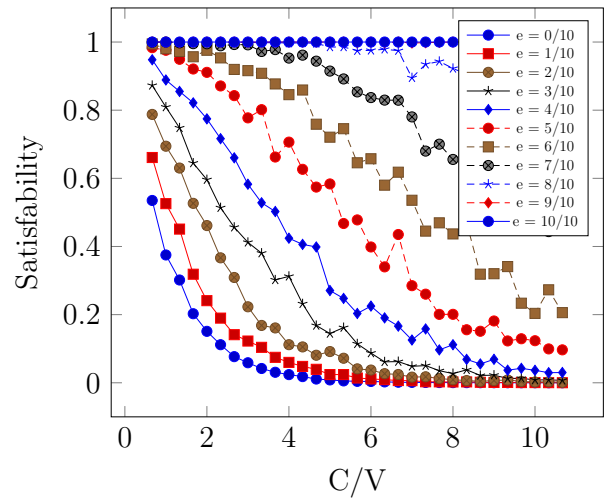 1
0.8
0.6
0.4
0.2
0
0
2
4
6
8
10
Satisfability
C/V
e = 0/10
e = 1/10
e = 2/10
e = 3/10
e = 4/10
e = 5/10
e = 6/10
e = 7/10
e = 8/10
e = 9/10
e = 10/10